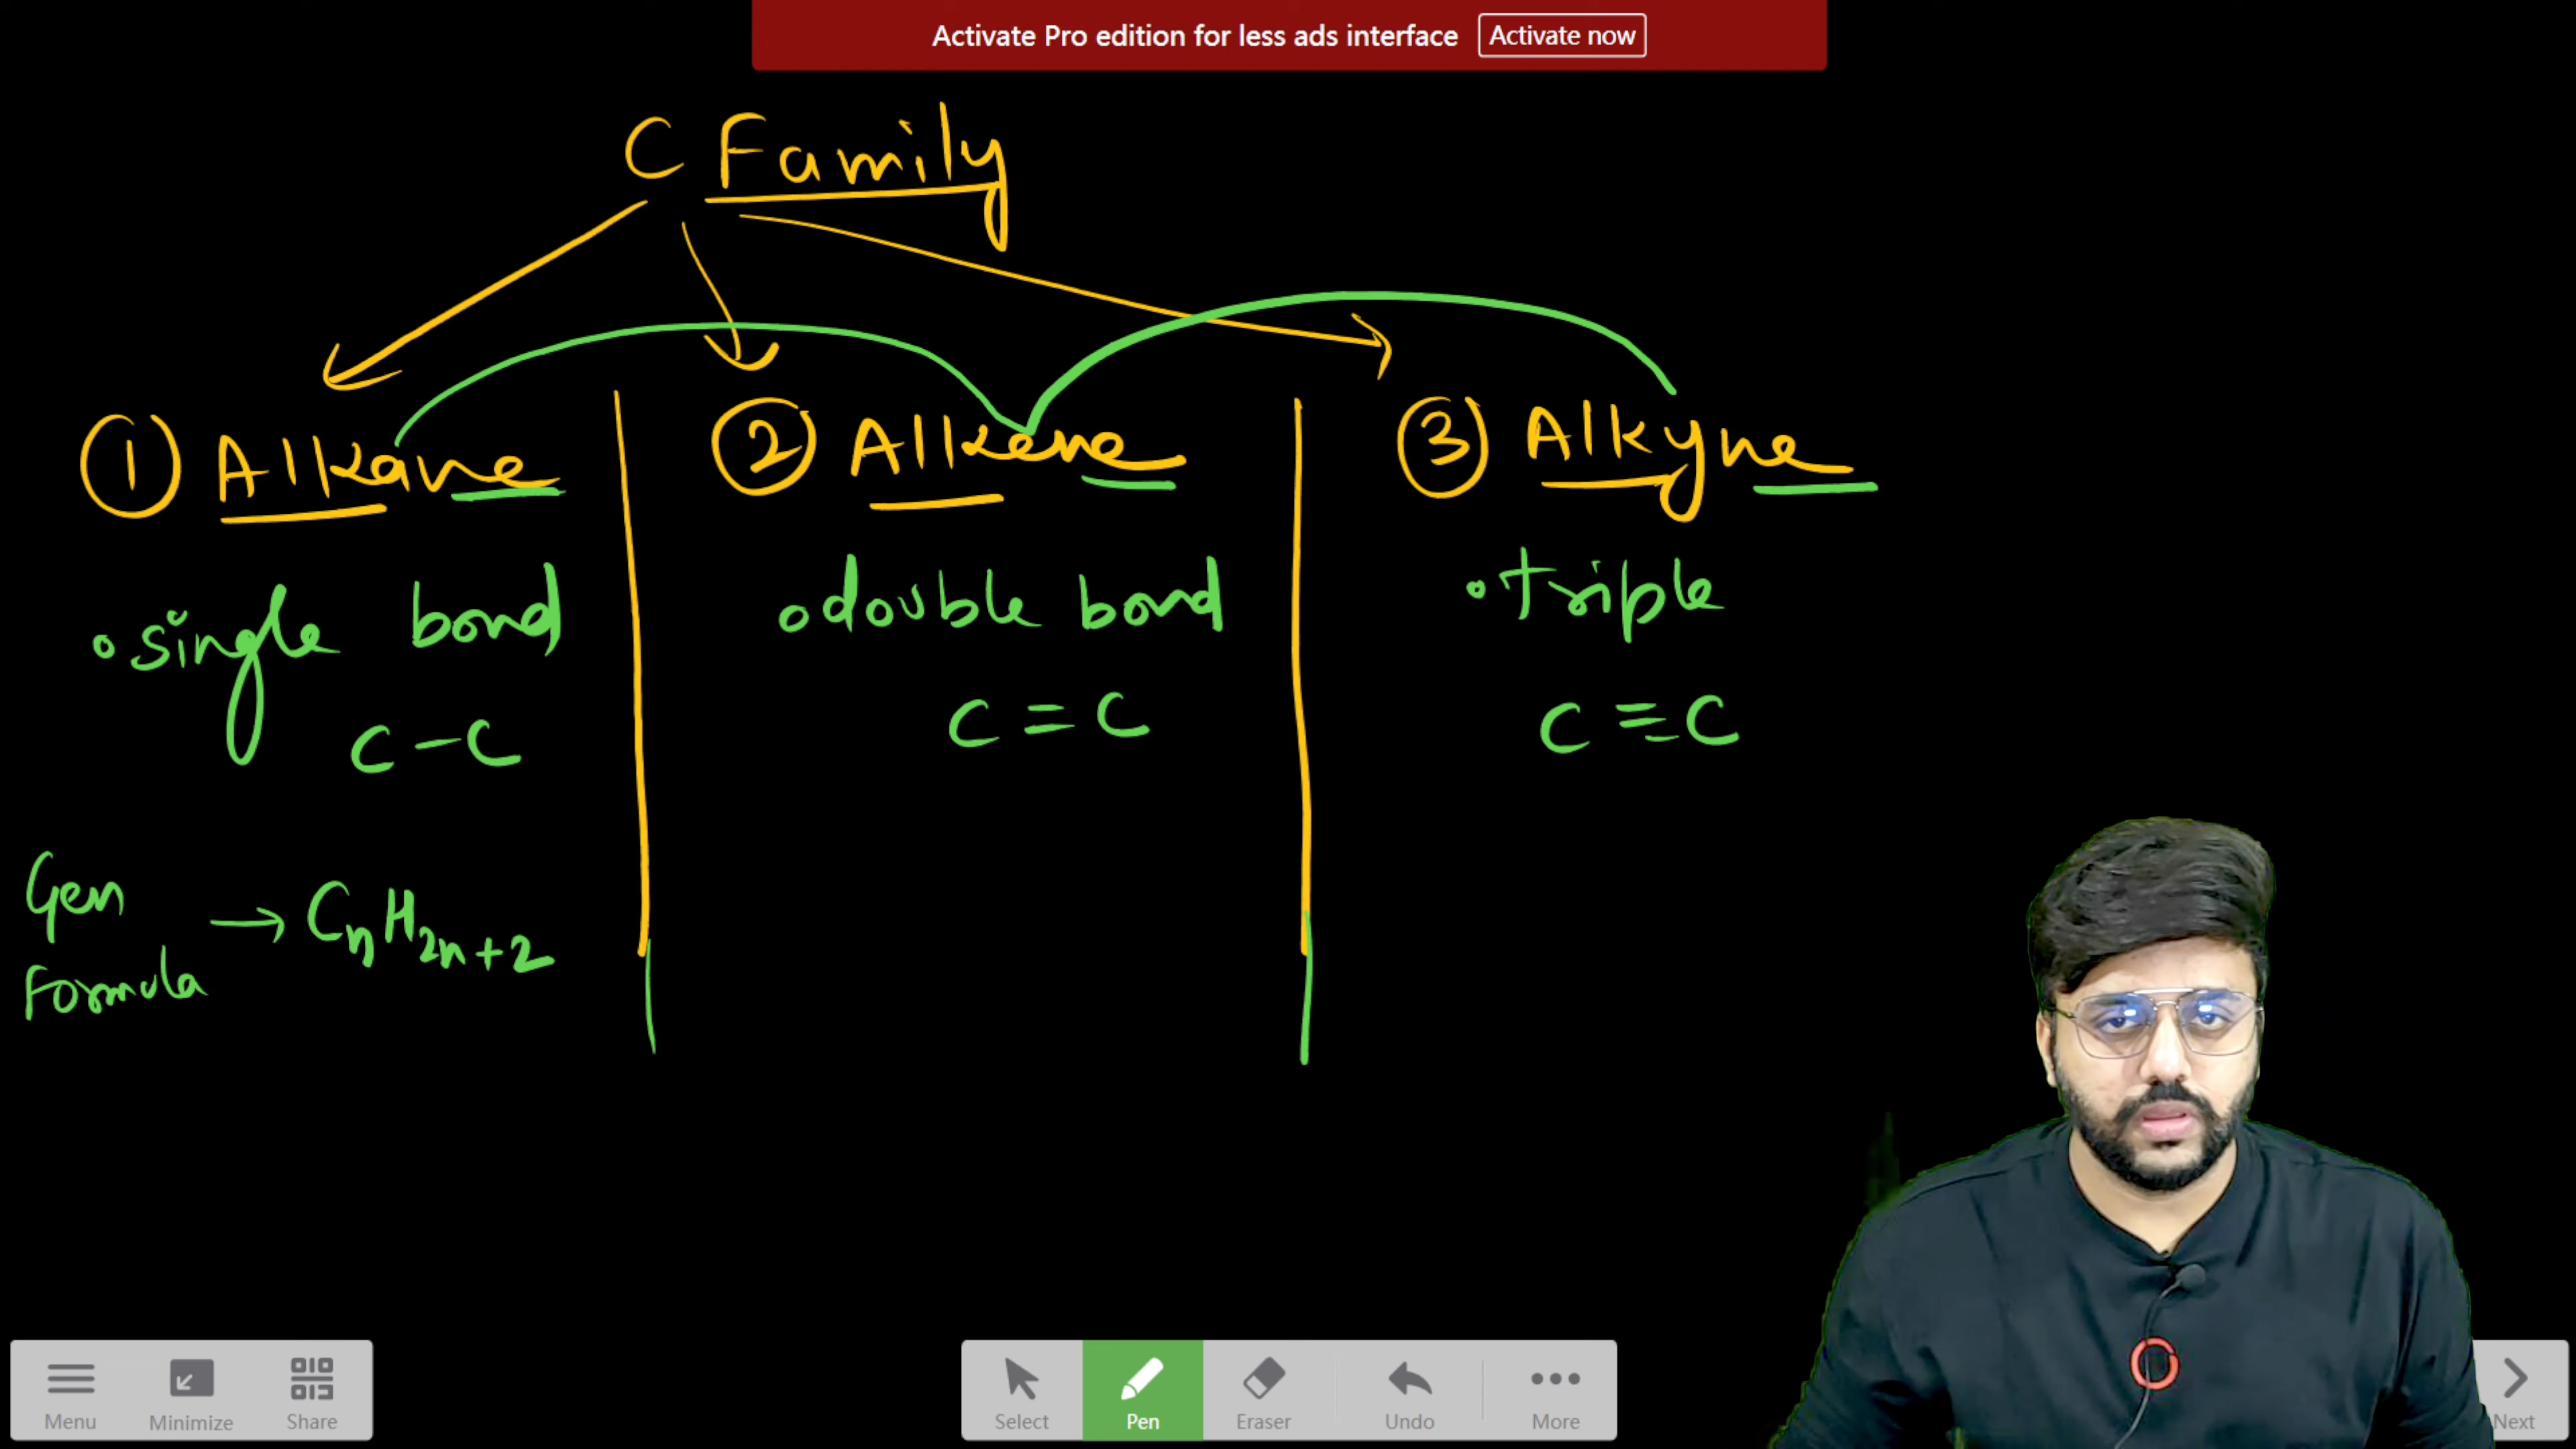 Activate Pro edition for less ads interface Activate now
C Family
① Alkane
② Alkene
③ Alkyne
• single bond
• double bond
• triple
C – C
C = C
C ≡ C
Gen
Formula → CₙH₂ₙ₊₂
Menu Minimize Share Select Pen Eraser Undo More Next